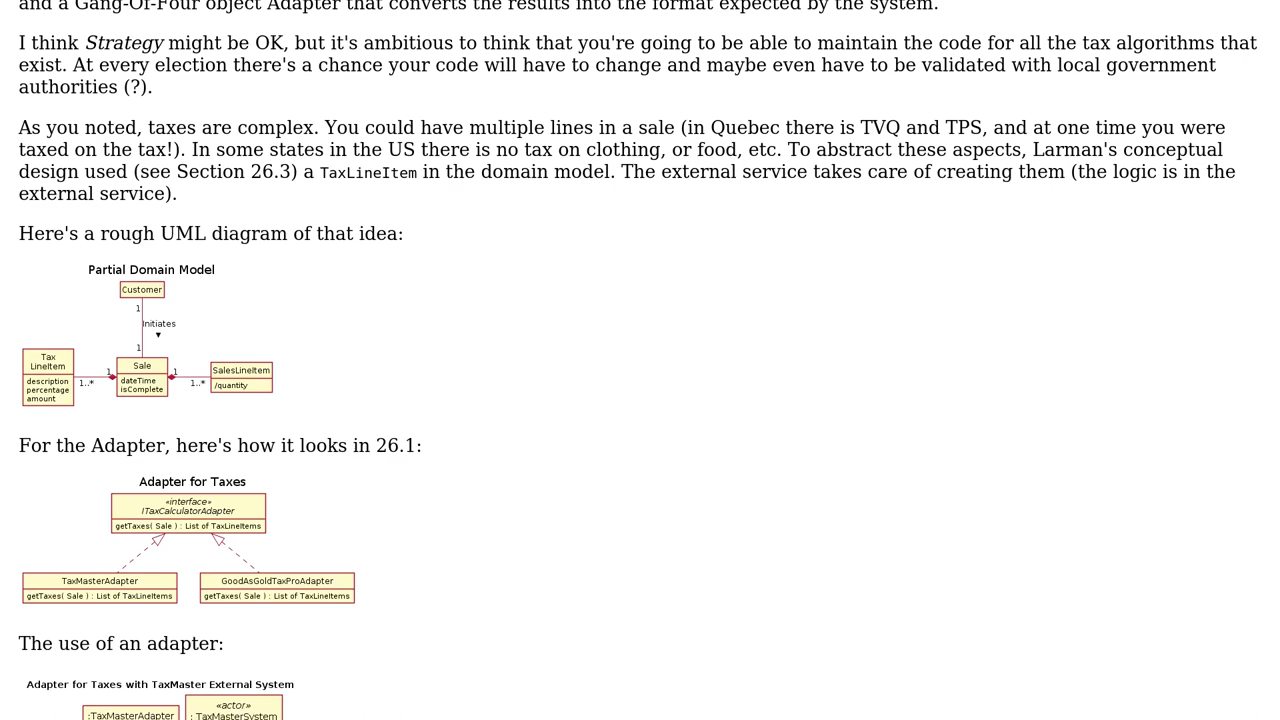 and a Gang-Of-Four object Adapter that converts the results into the format expected by the system.
I think Strategy might be OK, but it's ambitious to think that you're going to be able to maintain the code for all the tax algorithms that
exist. At every election there's a chance your code will have to change and maybe even have to be validated with local government
authorities (?).
As you noted, taxes are complex. You could have multiple lines in a sale (in Quebec there is TVQ and TPS, and at one time you were
taxed on the tax!). In some states in the US there is no tax on clothing, or food, etc. To abstract these aspects, Larman's conceptual
design used (see Section 26.3) a TaxLineItem in the domain model. The external service takes care of creating them (the logic is in the
external service).
Here's a rough UML diagram of that idea:
Partial Domain Model
Customer
1
Initiates
▼
1
Tax
LineItem
description
percentage
amount
1..*
1
Sale
dateTime
isComplete
1
1..*
SalesLineItem
/quantity
For the Adapter, here's how it looks in 26.1:
Adapter for Taxes
«interface»
ITaxCalculatorAdapter
getTaxes( Sale ) : List of TaxLineItems
TaxMasterAdapter
getTaxes( Sale ) : List of TaxLineItems
GoodAsGoldTaxProAdapter
getTaxes( Sale ) : List of TaxLineItems
The use of an adapter:
Adapter for Taxes with TaxMaster External System
:TaxMasterAdapter
«actor»
: TaxMasterSystem